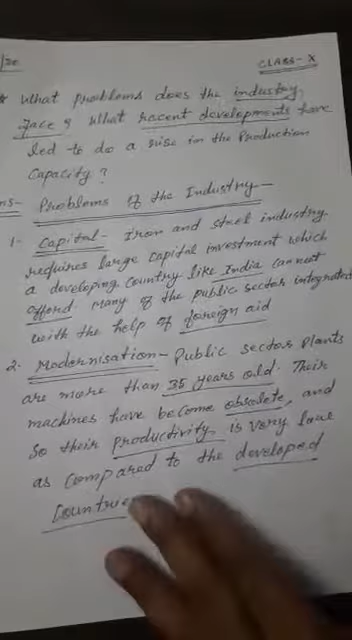 /20
CLASS-X
* What problems does the industry
face & what recent developments have
led to do a rise in the Production
Capacity ?
ns- Problems of the Industry-
1- Capital- Iron and steel industry
requires large capital investment which
a developing country like India cannot
afford. Many of the public sector integrated
with the help of foreign aid
2. Modernisation- Public sector Plants
are more than 35 years old. Their
machines have become obsolete, and
so their productivity is very low
as compared to the developed
Countrie